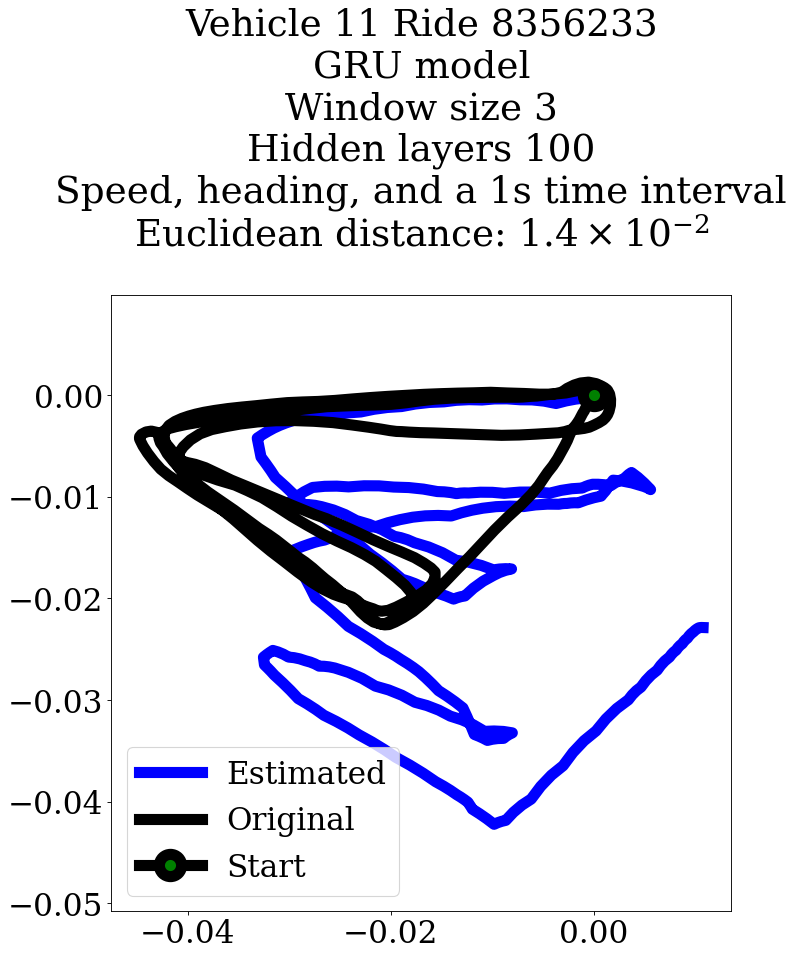 Vehicle 11 Ride 8356233
GRU model
Window size 3
Hidden layers 100
Speed, heading, and a 1s time interval
Euclidean distance: 1.4 × 10⁻²
0.00
−0.01
−0.02
−0.03
−0.04
−0.05
Estimated
Original
Start
−0.04 −0.02 0.00